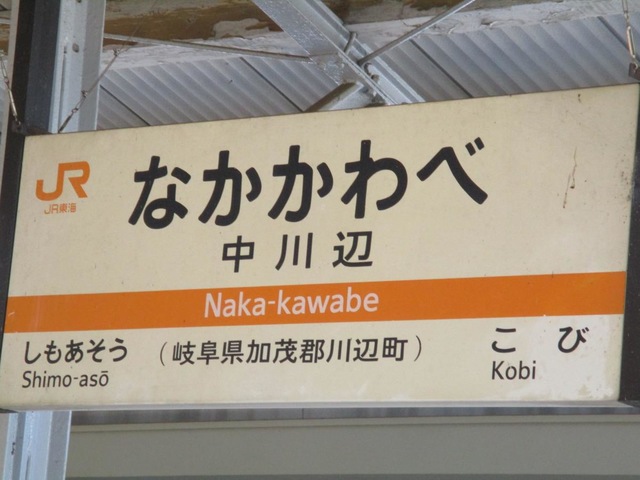 JR
JR東海
なかかわべ
中川辺
Naka-kawabe
しもあそう (岐阜県加茂郡川辺町) こび
Shimo-asō Kobi